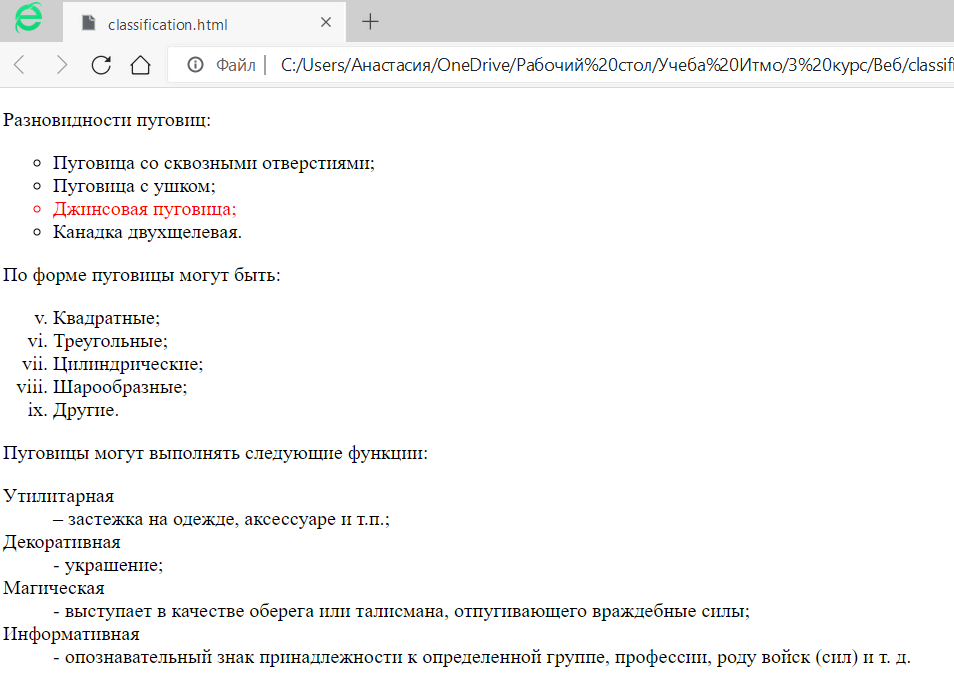 classification.html
Файл | C:/Users/Анастасия/OneDrive/Рабочий%20стол/Учеба%20Итмо/3%20курс/Веб/classif
Разновидности пуговиц:
Пуговица со сквозными отверстиями;
Пуговица с ушком;
Джинсовая пуговица;
Канадка двухщелевая.
По форме пуговицы могут быть:
v. Квадратные;
vi. Треугольные;
vii. Цилиндрические;
viii. Шарообразные;
ix. Другие.
Пуговицы могут выполнять следующие функции:
Утилитарная
– застежка на одежде, аксессуаре и т.п.;
Декоративная
- украшение;
Магическая
- выступает в качестве оберега или талисмана, отпугивающего враждебные силы;
Информативная
- опознавательный знак принадлежности к определенной группе, профессии, роду войск (сил) и т. д.